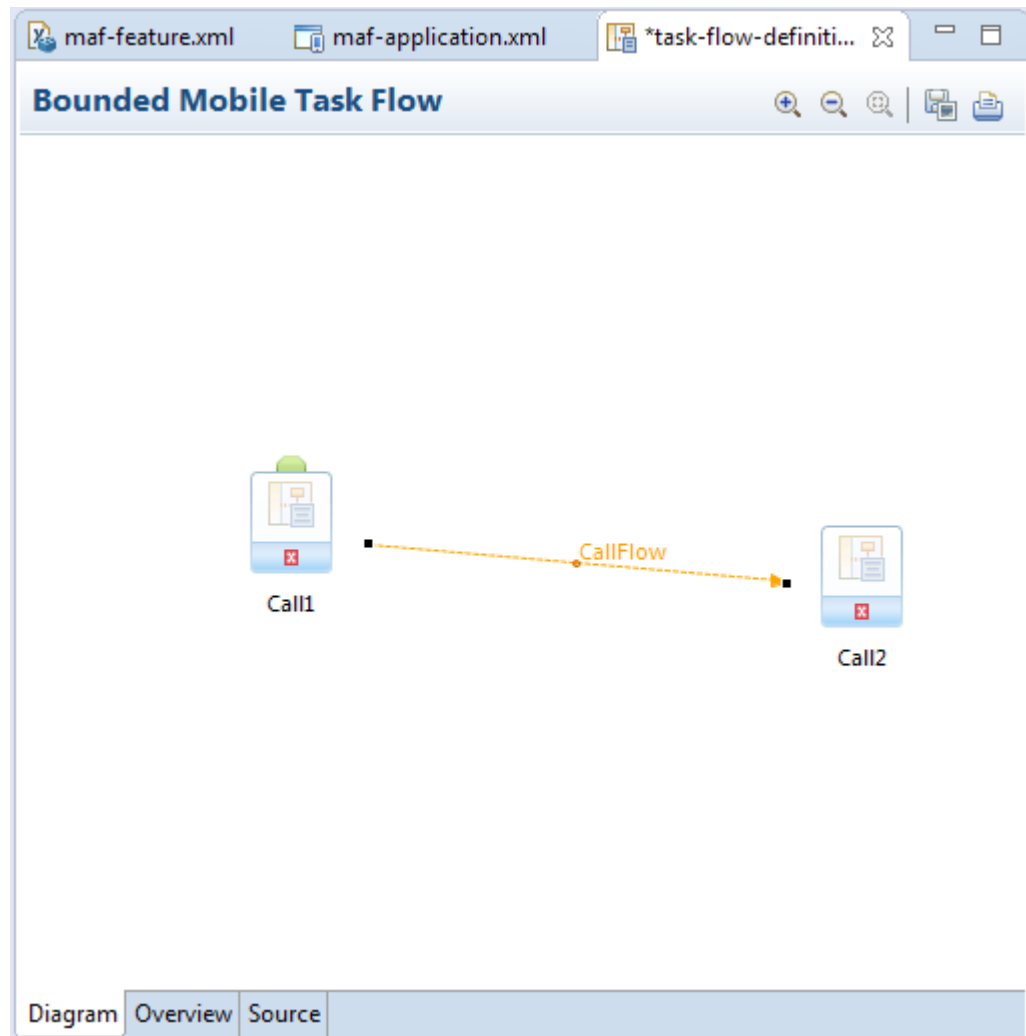 maf-feature.xml
maf-application.xml
*task-flow-definiti...
Bounded Mobile Task Flow
CallFlow
Call1
Call2
Diagram
Overview
Source